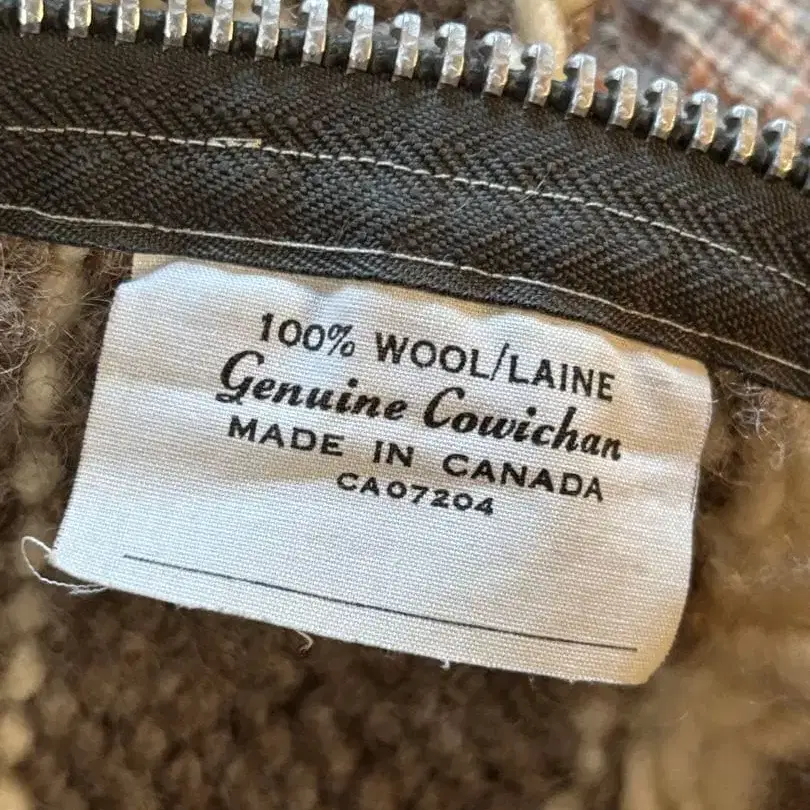 100% WOOL/LAINE
Genuine Cowichan
MADE IN CANADA
CA07204